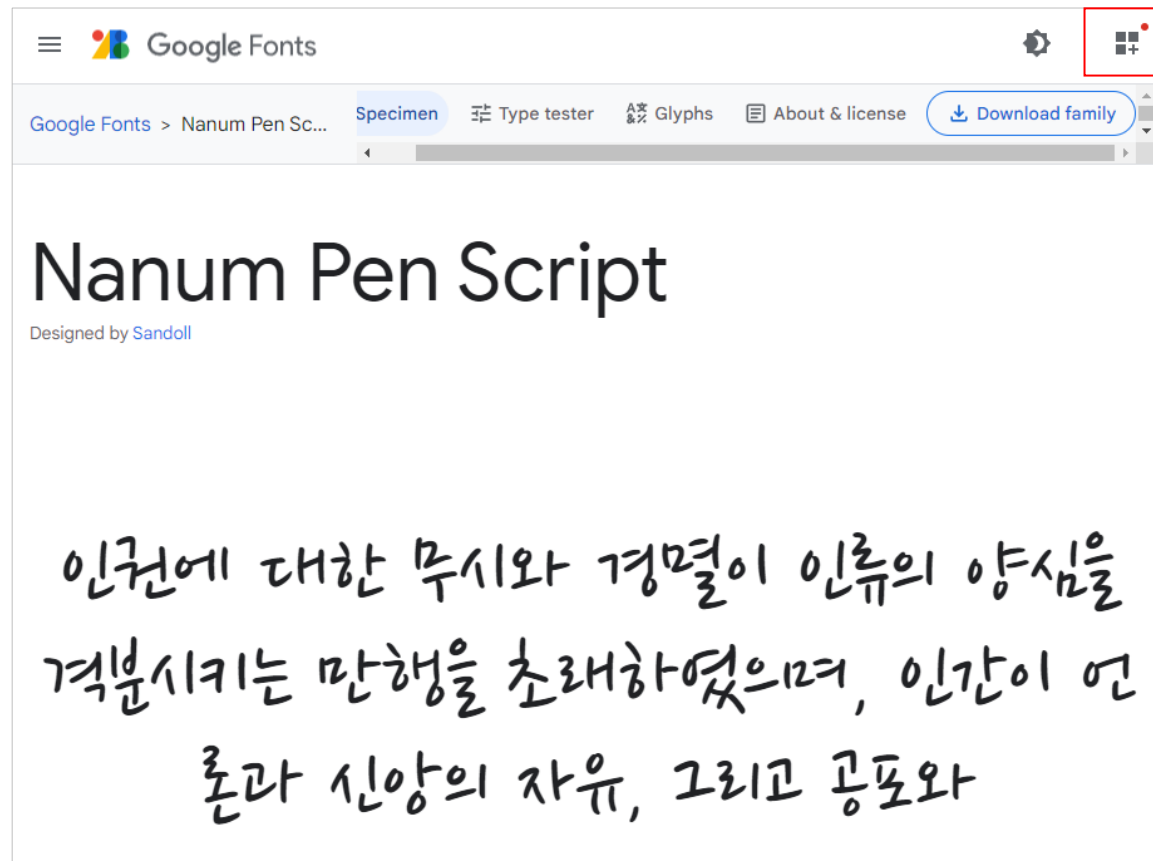 Google Fonts
Google Fonts > Nanum Pen Sc...
Specimen
Type tester
Glyphs
About & license
Download family
Nanum Pen Script
Designed by Sandoll
인권에 대한 무시와 경멸이 인류의 양심을
격분시키는 만행을 초래하였으며, 인간이 언
론과 신앙의 자유, 그리고 공포와